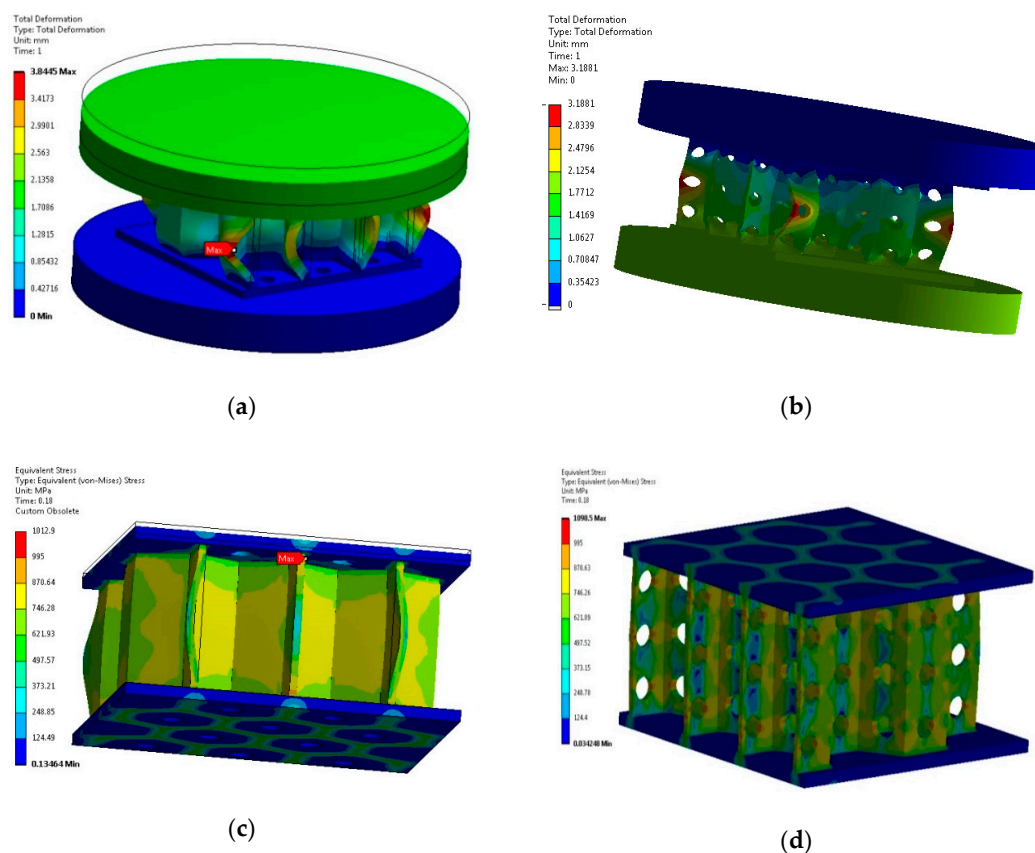 Total Deformation
Type: Total Deformation
Unit: mm
Time: 1
3.8445 Max
3.4173
2.9901
2.563
2.1358
1.7086
1.2815
0.85432
0.42716
0 Min
Max
(a)
Total Deformation
Type: Total Deformation
Unit: mm
Time: 1
Max: 3.1881
Min: 0
3.1881
2.8339
2.4796
2.1254
1.7712
1.4169
1.0627
0.70847
0.35423
0
(b)
Equivalent Stress
Type: Equivalent (von-Mises) Stress
Unit: MPa
Time: 0.18
Custom Obsolete
1012.9
995
870.64
746.28
621.93
497.57
373.21
248.85
124.49
0.13464 Min
Max
(c)
Equivalent Stress
Type: Equivalent (von-Mises) Stress
Unit: MPa
Time: 0.18
1098.5 Max
995
870.63
746.26
621.89
497.52
373.15
248.78
124.4
0.034248 Min
(d)